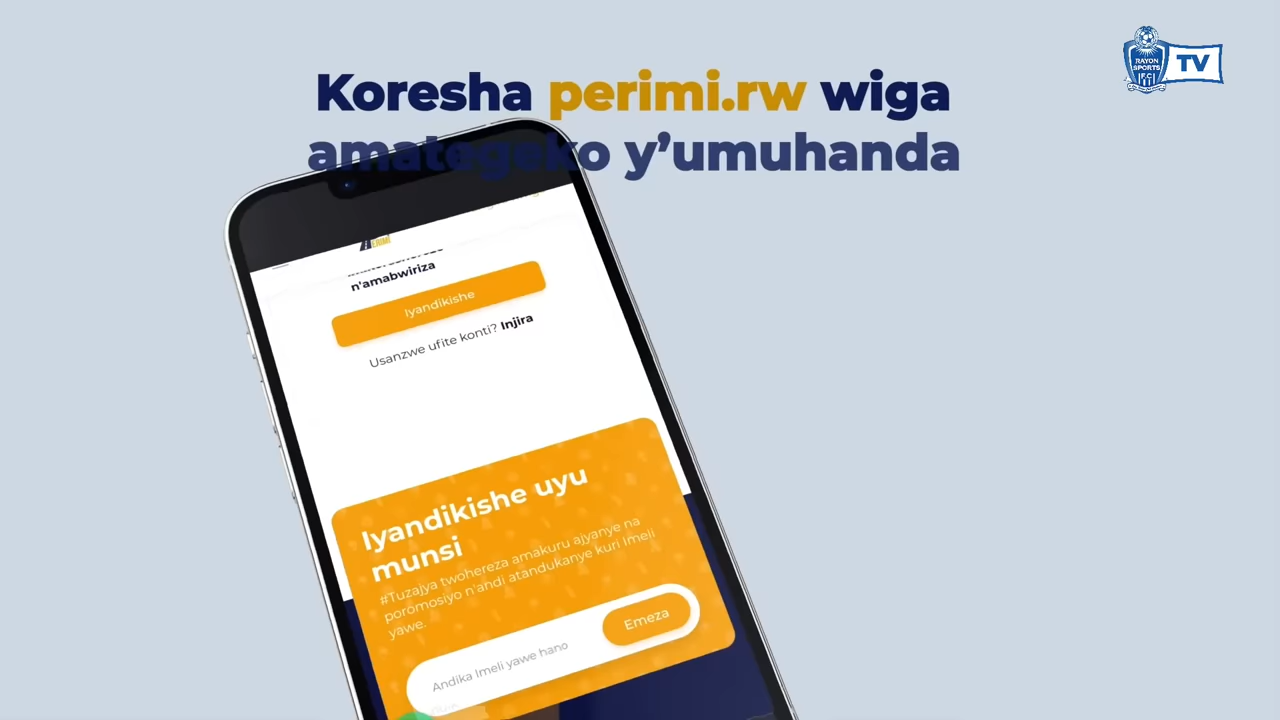 RAYON
SPORTS
F.C
TV
Koresha perimi.rw wiga
amategeko y’umuhanda
n'amabwiriza
Iyandikishe
Usanzwe ufite konti? Injira
Iyandikishe uyu
munsi
#Tuzajya twohereza amakuru ajyanye na
poromosiyo n'andi atandukanye kuri Imeli
yawe.
Andika Imeli yawe hano
Emeza